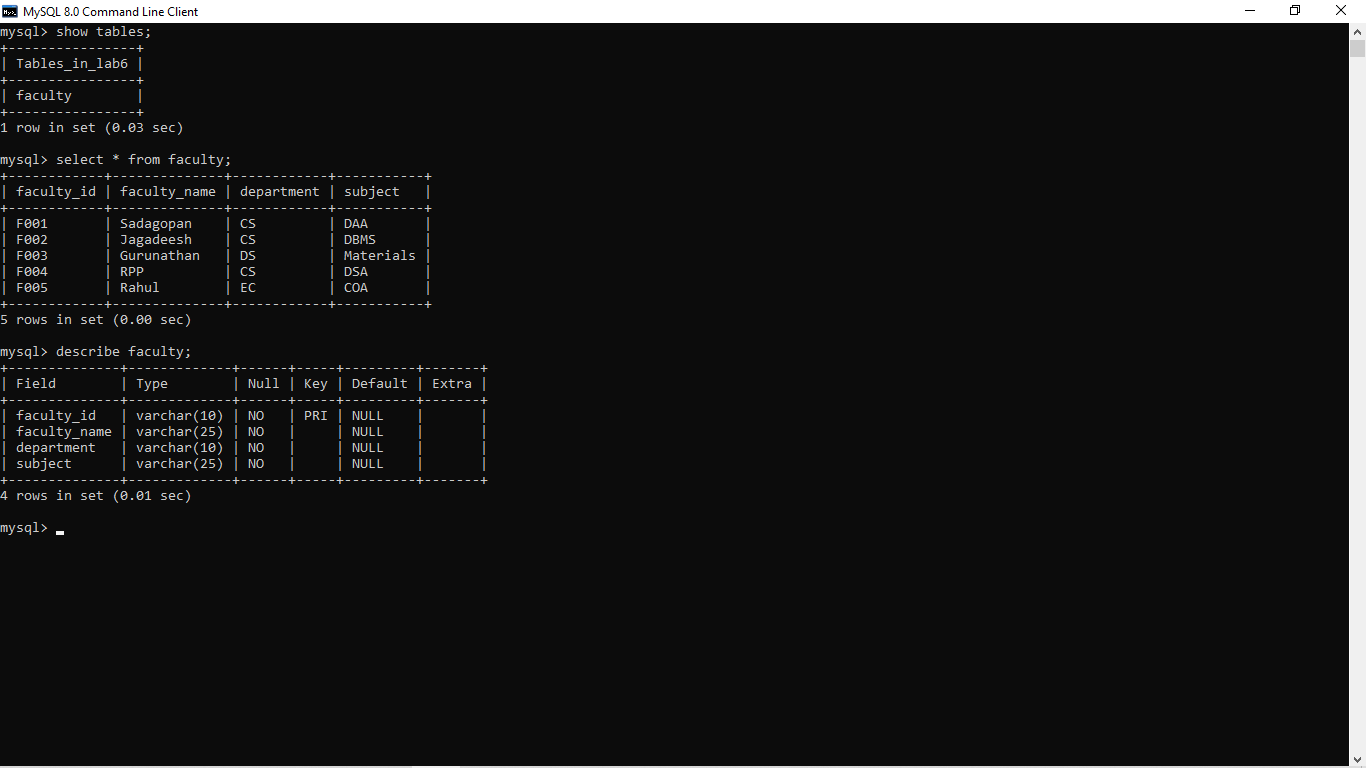 MySQL 8.0 Command Line Client
mysql> show tables;
+----------------+
| Tables_in_lab6 |
+----------------+
| faculty        |
+----------------+
1 row in set (0.03 sec)

mysql> select * from faculty;
+------------+--------------+------------+-----------+
| faculty_id | faculty_name | department | subject   |
+------------+--------------+------------+-----------+
| F001       | Sadagopan    | CS         | DAA       |
| F002       | Jagadeesh    | CS         | DBMS      |
| F003       | Gurunathan   | DS         | Materials |
| F004       | RPP          | CS         | DSA       |
| F005       | Rahul        | EC         | COA       |
+------------+--------------+------------+-----------+
5 rows in set (0.00 sec)

mysql> describe faculty;
+--------------+-------------+------+-----+---------+-------+
| Field        | Type        | Null | Key | Default | Extra |
+--------------+-------------+------+-----+---------+-------+
| faculty_id   | varchar(10) | NO   | PRI | NULL    |       |
| faculty_name | varchar(25) | NO   |     | NULL    |       |
| department   | varchar(10) | NO   |     | NULL    |       |
| subject      | varchar(25) | NO   |     | NULL    |       |
+--------------+-------------+------+-----+---------+-------+
4 rows in set (0.01 sec)

mysql>